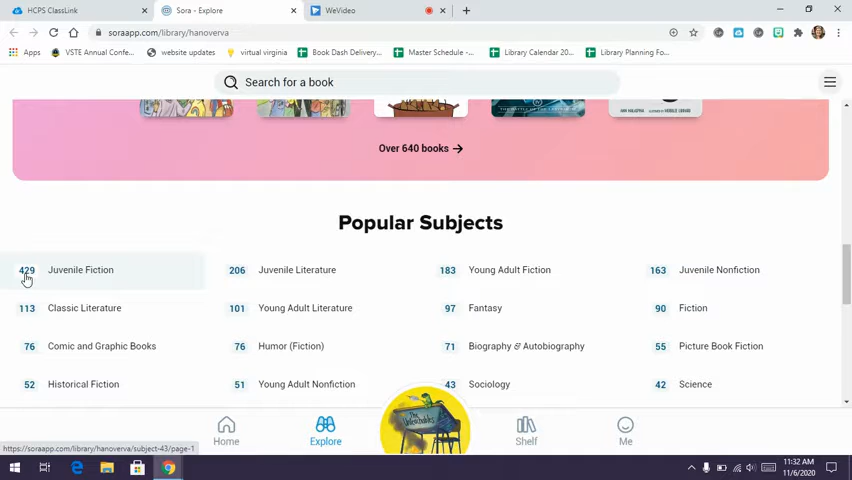 HCPS ClassLink
Sora - Explore
WeVideo
soraapp.com/library/hanoverva
Apps
VSTE Annual Confe...
website updates
virtual virginia
Book Dash Delivery...
Master Schedule -...
Library Calendar 20...
Library Planning Fo...
Search for a book
Over 640 books
Popular Subjects
429 Juvenile Fiction
206 Juvenile Literature
183 Young Adult Fiction
163 Juvenile Nonfiction
113 Classic Literature
101 Young Adult Literature
97 Fantasy
90 Fiction
76 Comic and Graphic Books
76 Humor (Fiction)
71 Biography & Autobiography
55 Picture Book Fiction
52 Historical Fiction
51 Young Adult Nonfiction
43 Sociology
42 Science
Home
Explore
The
Unteachables
Shelf
Me
https://soraapp.com/library/hanoverva/subject-43/page-1
11:32 AM
11/6/2020